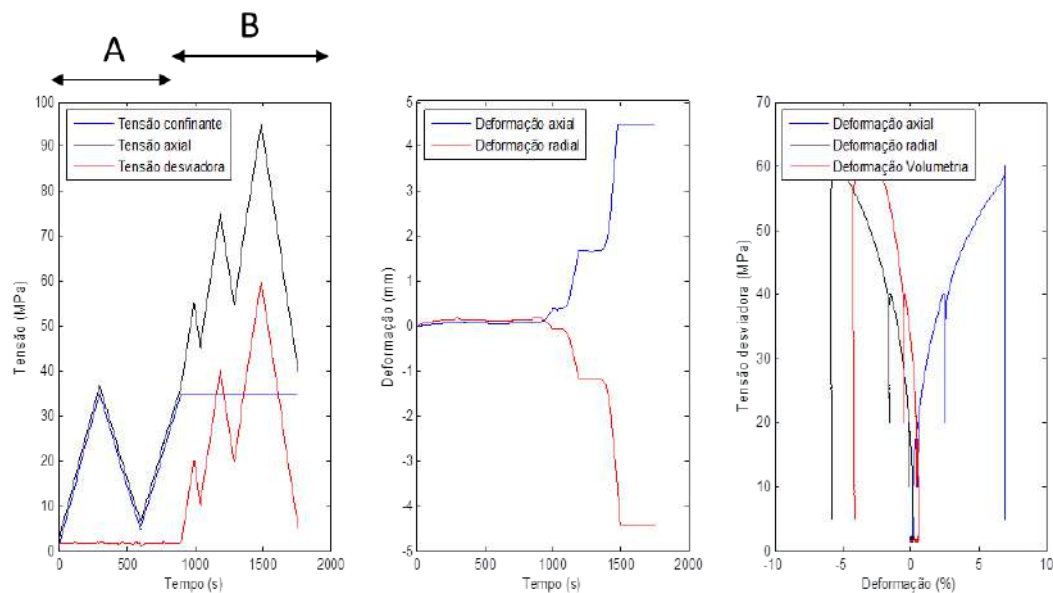 A
B
100
90
80
70
60
50
40
30
20
10
0
Tensão (MPa)
Tensão confinante
Tensão axial
Tensão desviadora
0 500 1000 1500 2000
Tempo (s)
5
4
3
2
1
0
-1
-2
-3
-4
-5
Deformação (mm)
Deformação axial
Deformação radial
0 500 1000 1500 2000
Tempo (s)
70
60
50
40
30
20
10
0
Tensão desviadora (MPa)
Deformação axial
Deformação radial
Deformação Volumetria
-10 -5 0 5 10
Deformação (%)